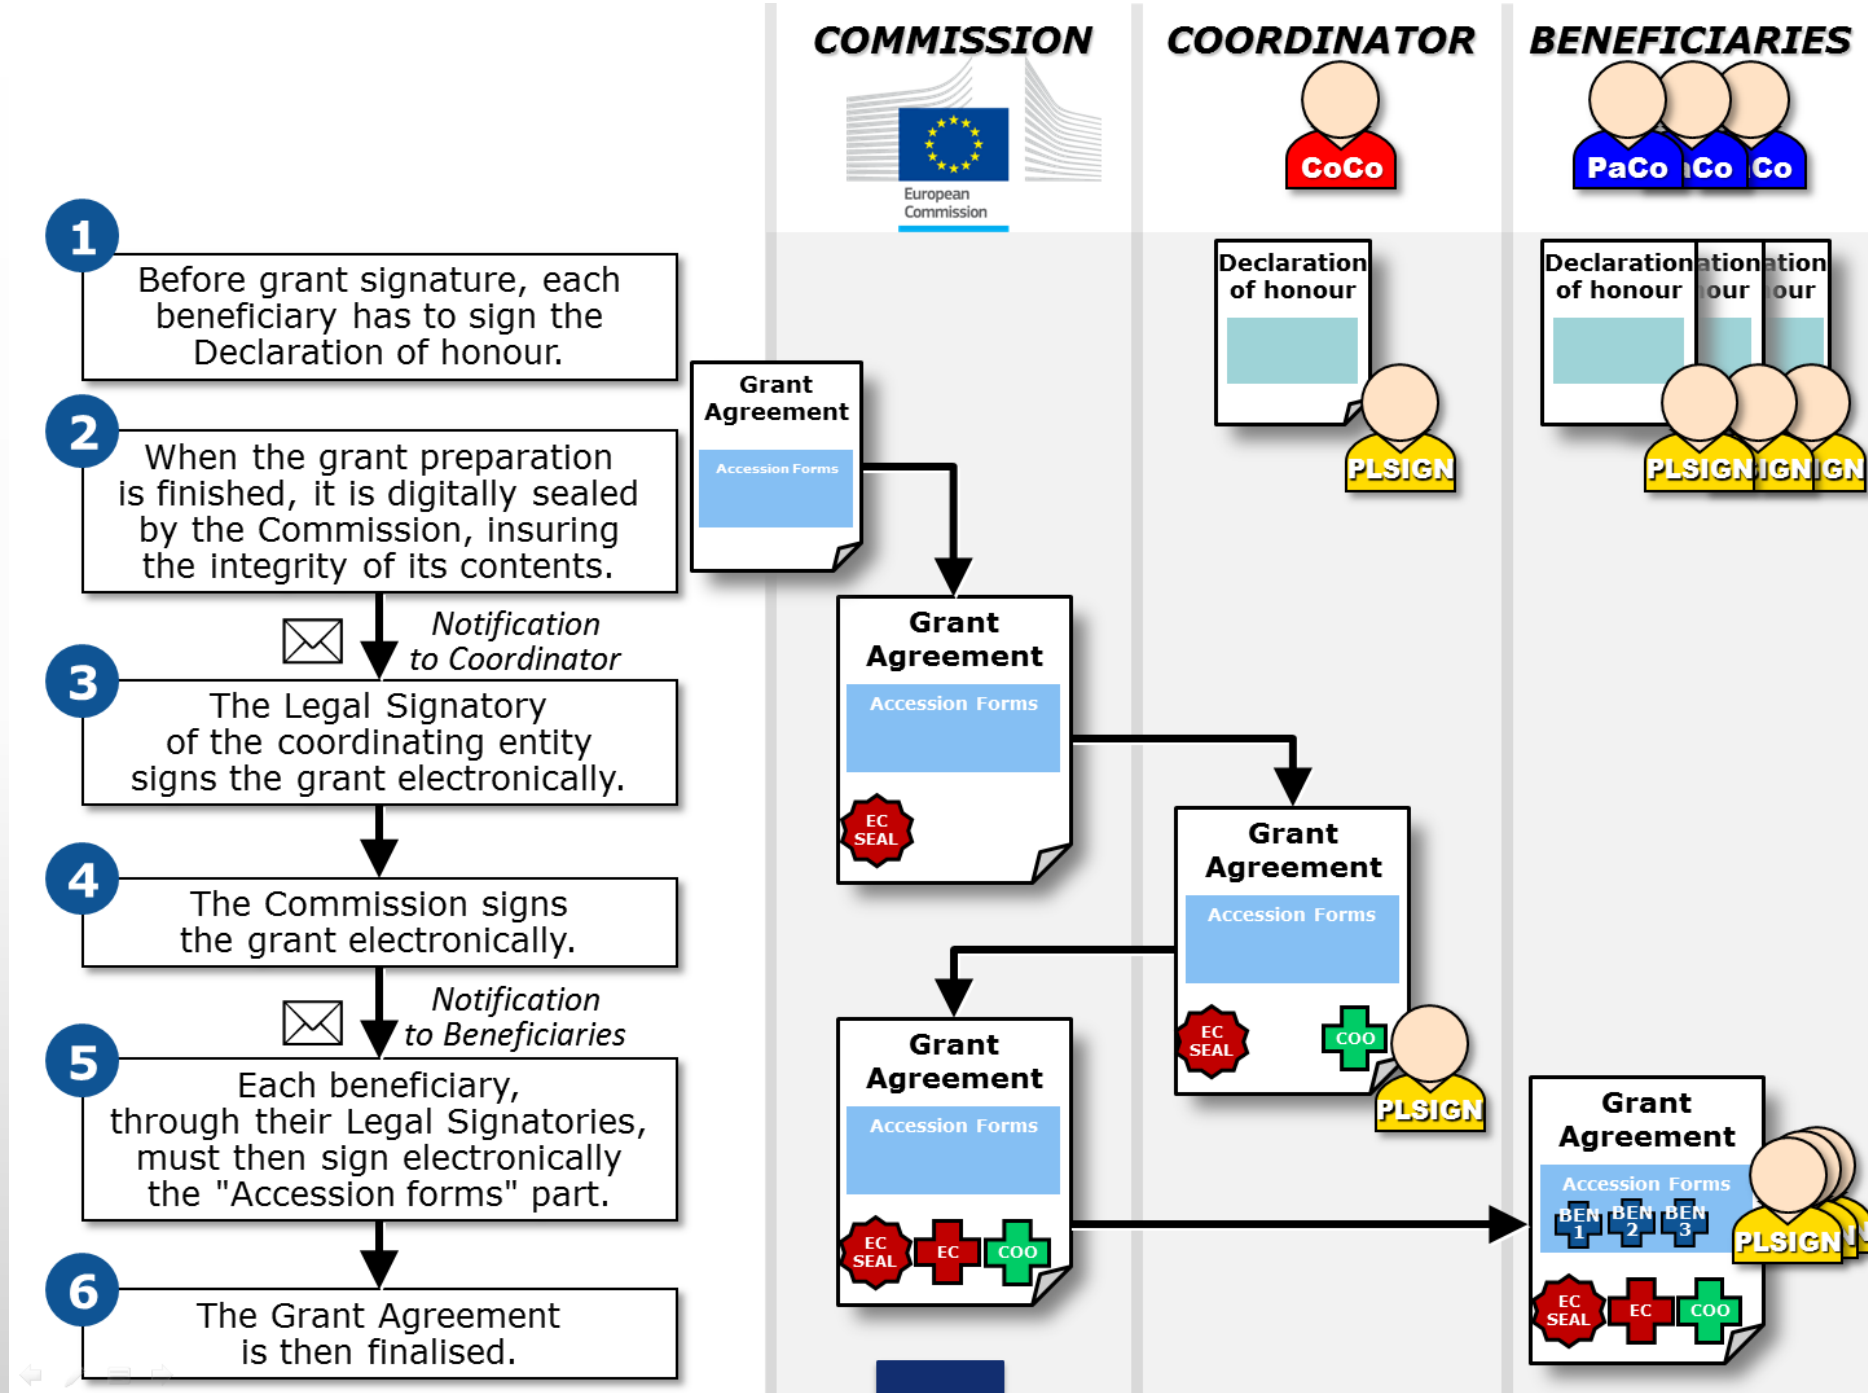 COMMISSION
COORDINATOR
BENEFICIARIES
European
Commission
CoCo
PaCo
aCo
Co
1
Before grant signature, each
beneficiary has to sign the
Declaration of honour.
Declaration
of honour
PLSIGN
Declaration
of honour
ation
our
ation
our
PLSIGN
IGN
IGN
2
When the grant preparation
is finished, it is digitally sealed
by the Commission, insuring
the integrity of its contents.
Grant
Agreement
Accession Forms
Notification
to Coordinator
Grant
Agreement
Accession Forms
EC
SEAL
3
The Legal Signatory
of the coordinating entity
signs the grant electronically.
Grant
Agreement
Accession Forms
EC
SEAL
COO
PLSIGN
4
The Commission signs
the grant electronically.
Notification
to Beneficiaries
Grant
Agreement
Accession Forms
EC
SEAL
EC
COO
5
Each beneficiary,
through their Legal Signatories,
must then sign electronically
the "Accession forms" part.
Grant
Agreement
Accession Forms
BEN
1
BEN
2
BEN
3
PLSIGN
N
N
EC
SEAL
EC
COO
6
The Grant Agreement
is then finalised.